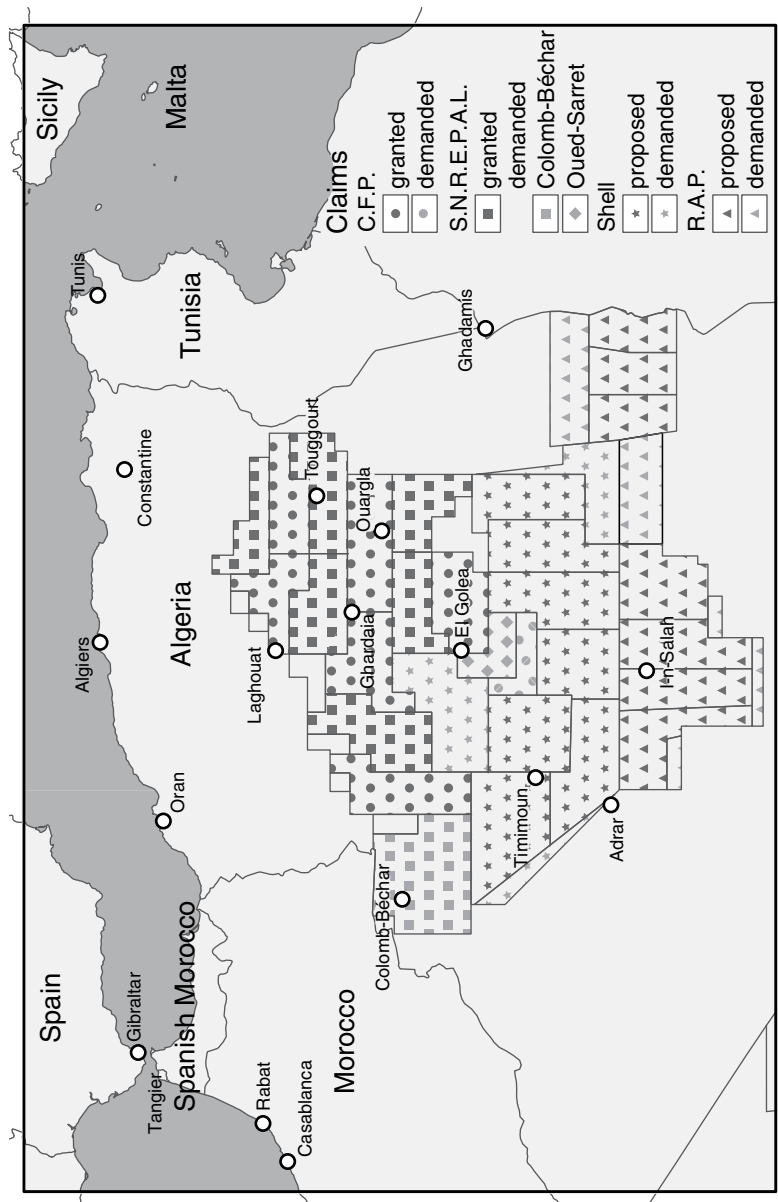 Spain
Gibraltar
Tangier
Spanish Morocco
Rabat
Casablanca
Morocco
Oran
Algiers
Constantine
Algeria
Tunis
Tunisia
Sicily
Malta
Laghouat
Touggourt
Ghardaia
Ouargla
Colomb-Béchar
El Golea
Ghadamis
Timimoun
Adrar
I-n-Salah
Claims
C.F.P.
granted
demanded
S.N.R.E.P.A.L.
granted
demanded
Colomb-Béchar
Oued-Sarret
Shell
proposed
demanded
R.A.P.
proposed
demanded